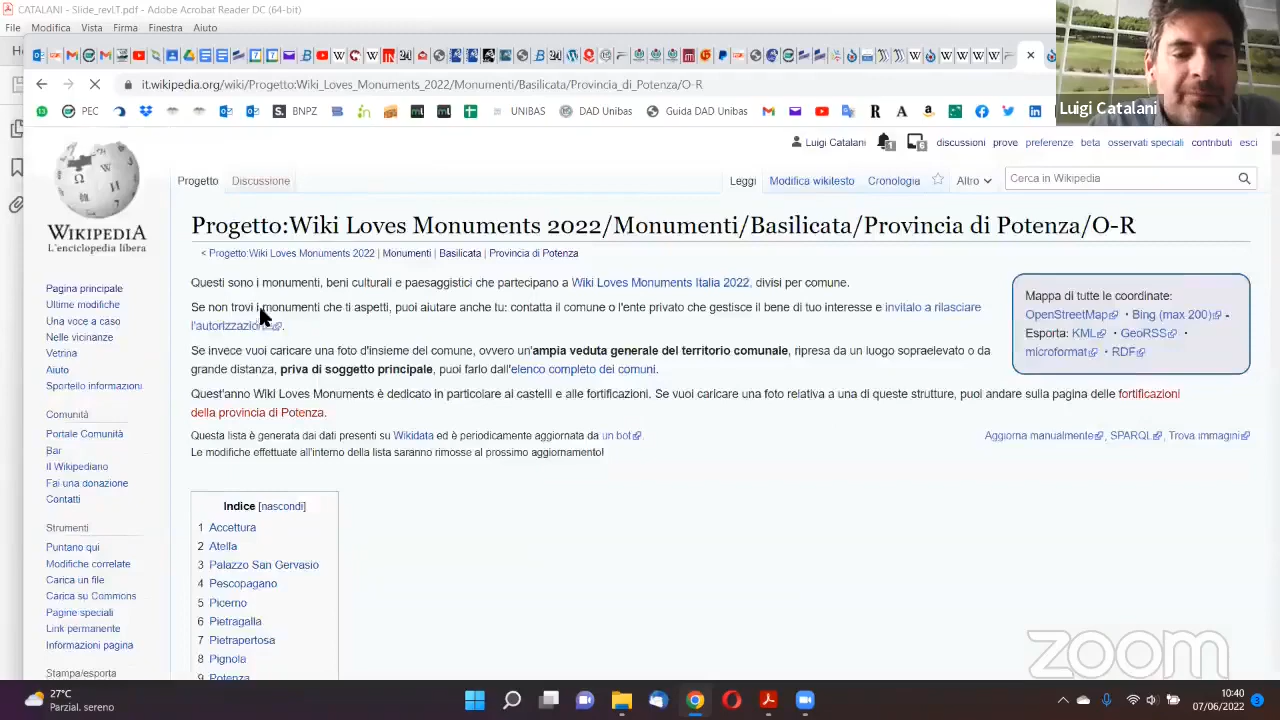 CATALANI - Slide_revLT.pdf - Adobe Acrobat Reader DC (64-bit)
File Modifica Vista Firma Finestra Aiuto
it.wikipedia.org/wiki/Progetto:Wiki_Loves_Monuments_2022/Monumenti/Basilicata/Provincia_di_Potenza/O-R
PEC BNPZ UNIBAS DAD Unibas Guida DAD Unibas
Luigi Catalani
Luigi Catalani 1 6 discussioni prove preferenze beta osservati speciali contributi esci
Progetto Discussione Leggi Modifica wikitesto Cronologia Altro Cerca in Wikipedia
WIKIPEDIA
L'enciclopedia libera
Progetto:Wiki Loves Monuments 2022/Monumenti/Basilicata/Provincia di Potenza/O-R
< Progetto:Wiki Loves Monuments 2022 | Monumenti | Basilicata | Provincia di Potenza
Questi sono i monumenti, beni culturali e paesaggistici che partecipano a Wiki Loves Monuments Italia 2022, divisi per comune.
Se non trovi i monumenti che ti aspetti, puoi aiutare anche tu: contatta il comune o l'ente privato che gestisce il bene di tuo interesse e invitalo a rilasciare
l'autorizzazione.
Se invece vuoi caricare una foto d'insieme del comune, ovvero un'ampia veduta generale del territorio comunale, ripresa da un luogo sopraelevato o da
grande distanza, priva di soggetto principale, puoi farlo dall'elenco completo dei comuni.
Quest'anno Wiki Loves Monuments è dedicato in particolare ai castelli e alle fortificazioni. Se vuoi caricare una foto relativa a una di queste strutture, puoi andare sulla pagina delle fortificazioni
della provincia di Potenza.
Questa lista è generata dai dati presenti su Wikidata ed è periodicamente aggiornata da un bot.
Le modifiche effettuate all'interno della lista saranno rimosse al prossimo aggiornamento!
Aggiorna manualmente, SPARQL, Trova immagini
Mappa di tutte le coordinate:
OpenStreetMap • Bing (max 200) •
Esporta: KML • GeoRSS •
microformat • RDF
Pagina principale
Ultime modifiche
Una voce a caso
Nelle vicinanze
Vetrina
Aiuto
Sportello informazioni
Comunità
Portale Comunità
Bar
Il Wikipediano
Fai una donazione
Contatti
Strumenti
Puntano qui
Modifiche correlate
Carica un file
Carica su Commons
Pagine speciali
Link permanente
Informazioni pagina
Stampa/esporta
Indice [nascondi]
1 Accettura
2 Atella
3 Palazzo San Gervasio
4 Pescopagano
5 Picerno
6 Pietragalla
7 Pietrapertosa
8 Pignola
9 Potenza
zoom
27°C
Parzial. sereno
10:40
07/06/2022
3